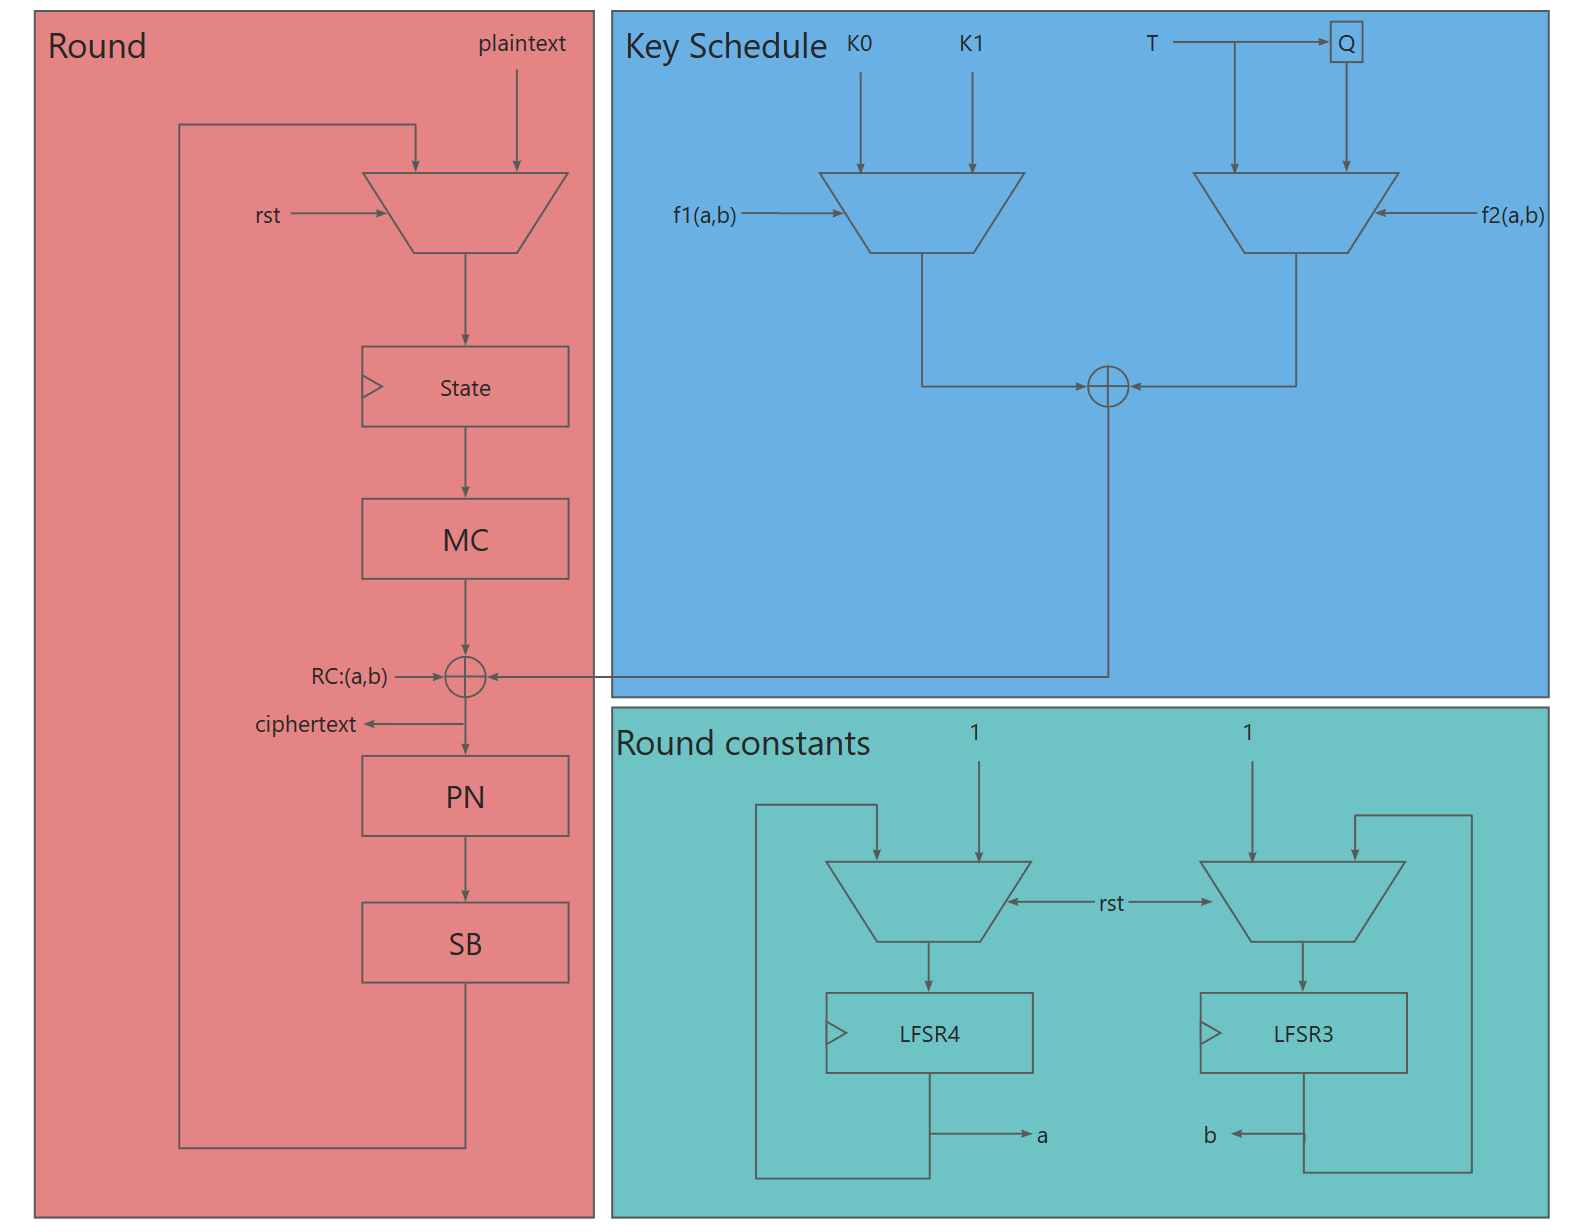 Round
plaintext
rst
State
MC
RC:(a,b)
ciphertext
PN
SB
Key Schedule
K0
K1
T
Q
f1(a,b)
f2(a,b)
Round constants
1
1
rst
LFSR4
LFSR3
a
b